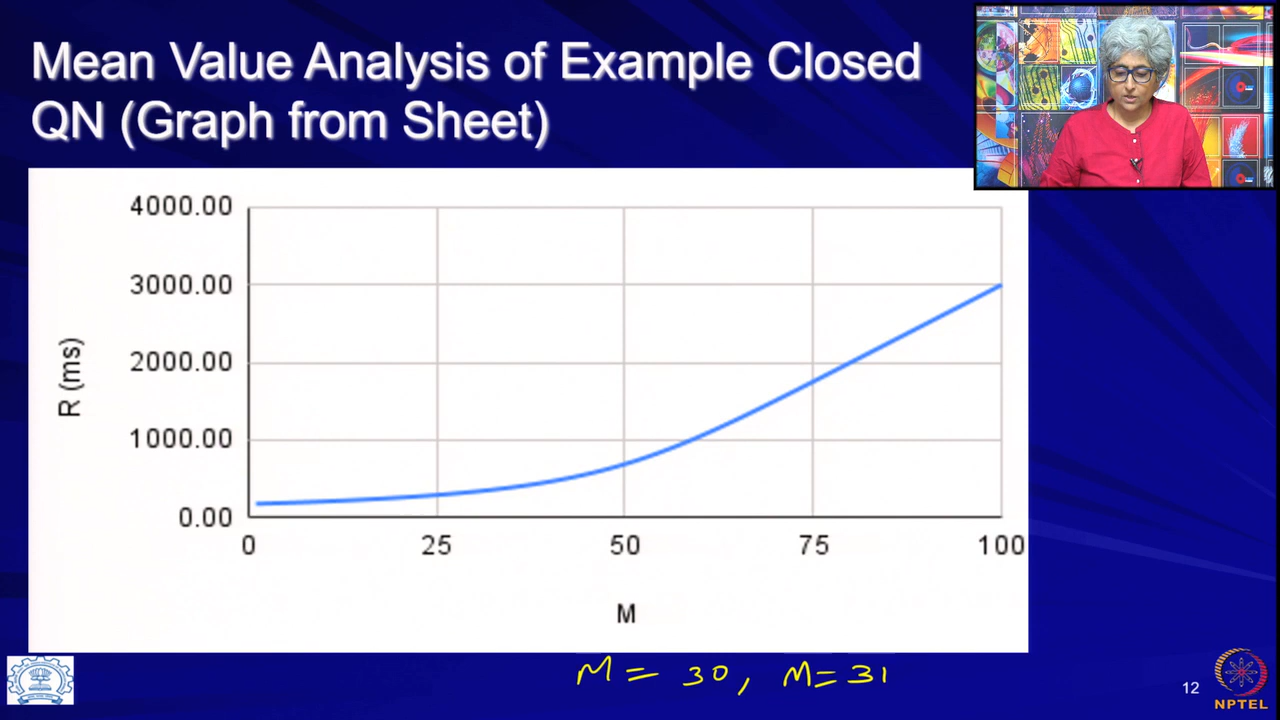 Mean Value Analysis of Example Closed
QN (Graph from Sheet)
4000.00
3000.00
2000.00
1000.00
0.00
R (ms)
0 25 50 75 100
M
M = 30, M = 31
12
NPTEL